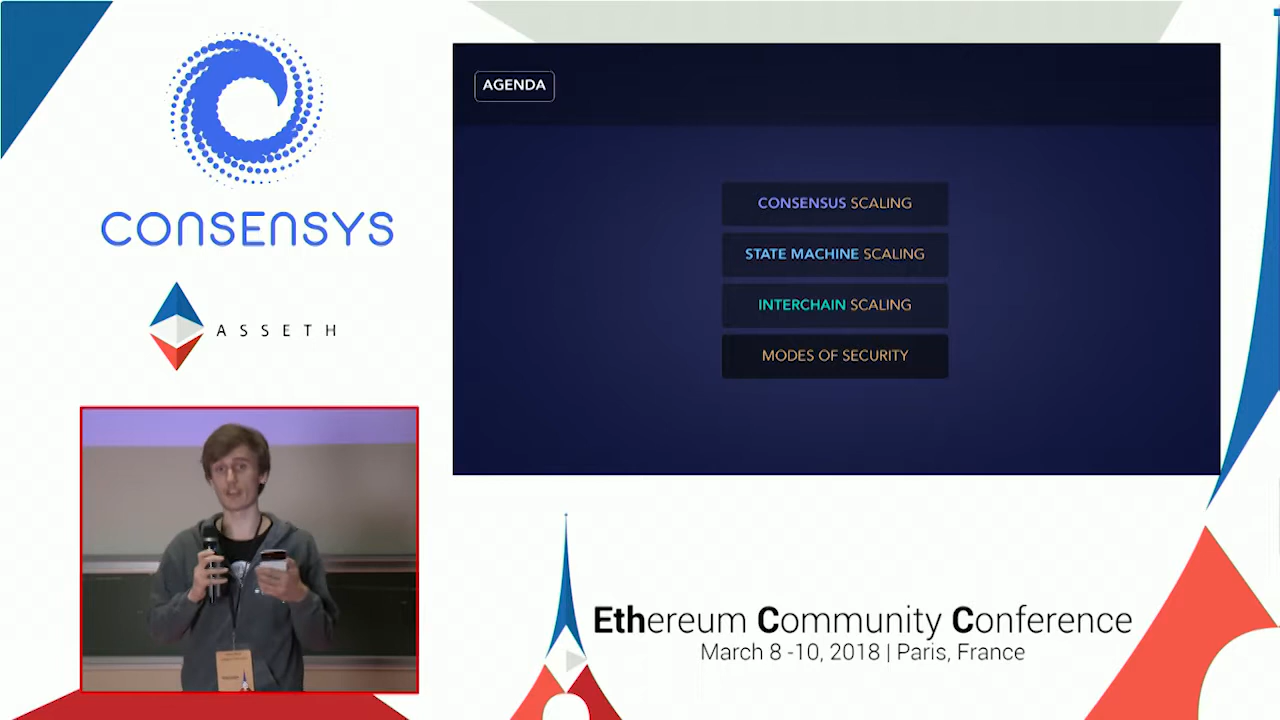 CONSENSYS
ASSETH
AGENDA
CONSENSUS SCALING
STATE MACHINE SCALING
INTERCHAIN SCALING
MODES OF SECURITY
Ethereum Community Conference
March 8 -10, 2018 | Paris, France